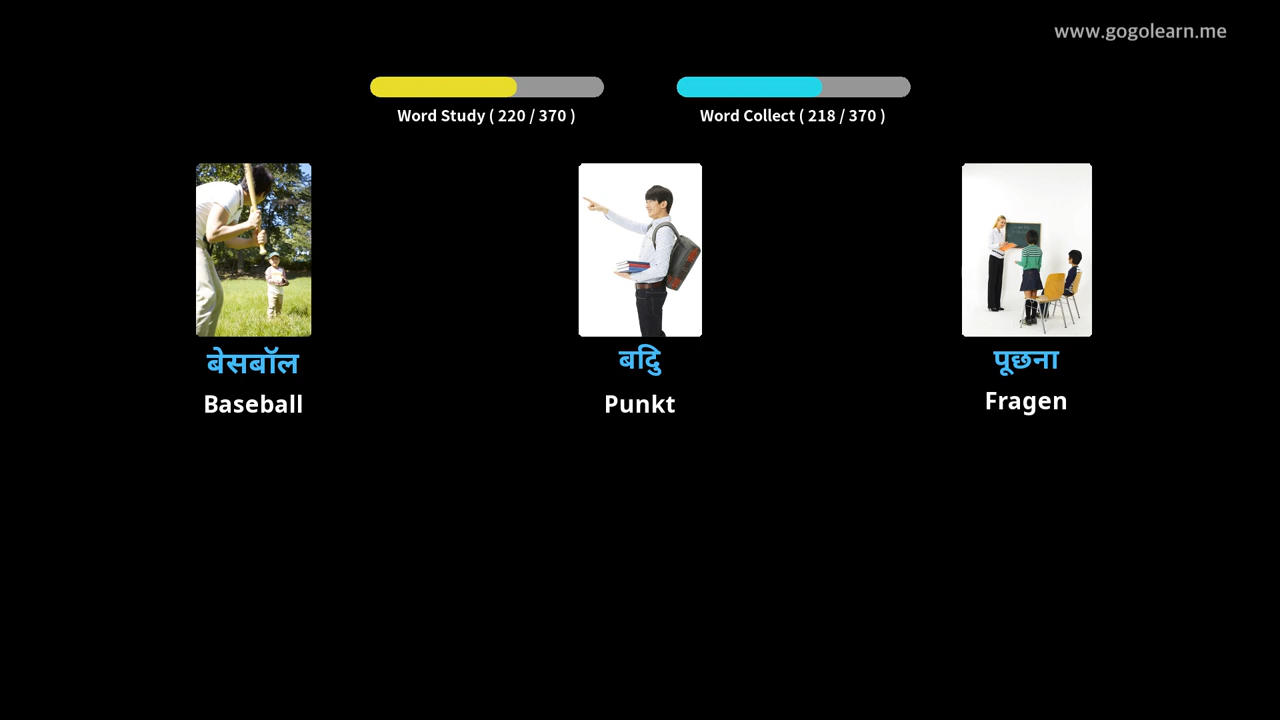 www.gogolearn.me
Word Study ( 220 / 370 )
Word Collect ( 218 / 370 )
बेसबॉल
Baseball
बदिु
Punkt
पूछना
Fragen